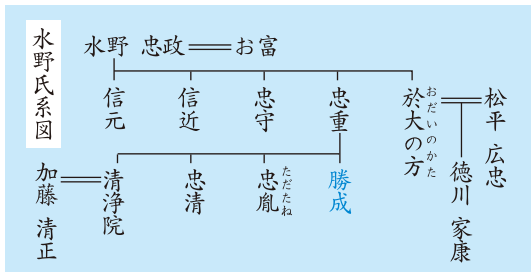 水野氏系図
水野 忠政
お富
信元
信近
忠守
忠重
於大の方
おだいのかた
松平 広忠
徳川 家康
加藤 清正
清浄院
忠清
忠胤
ただたね
勝成